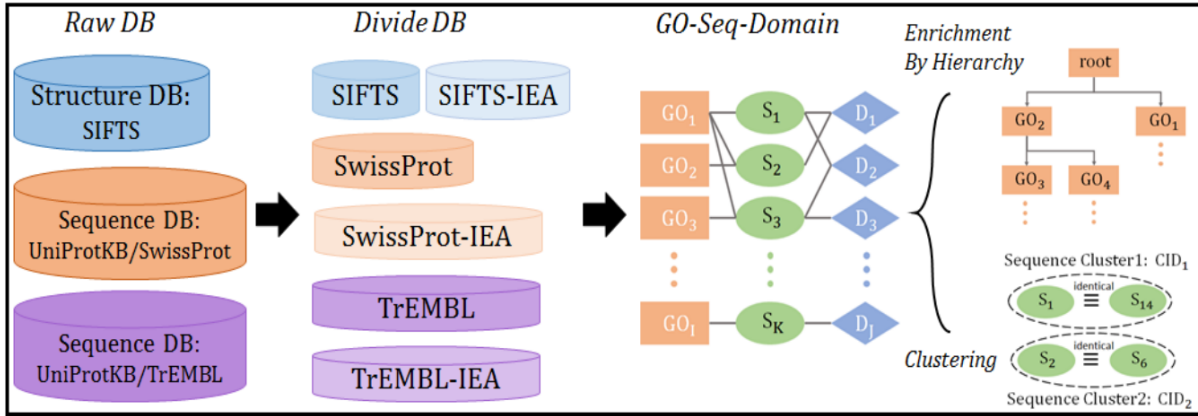 Raw DB
Structure DB:
SIFTS
Sequence DB:
UniProtKB/SwissProt
Sequence DB:
UniProtKB/TrEMBL
Divide DB
SIFTS
SIFTS-IEA
SwissProt
SwissProt-IEA
TrEMBL
TrEMBL-IEA
GO-Seq-Domain
GO₁
S₁
D₁
GO₂
S₂
D₂
GO₃
S₃
D₃
GO_I
S_K
D_J
Enrichment
By Hierarchy
root
GO₂
GO₁
GO₃
GO₄
Clustering
Sequence Cluster1: CID₁
S₁
identical
≡
S₁₄
S₂
identical
≡
S₆
Sequence Cluster2: CID₂